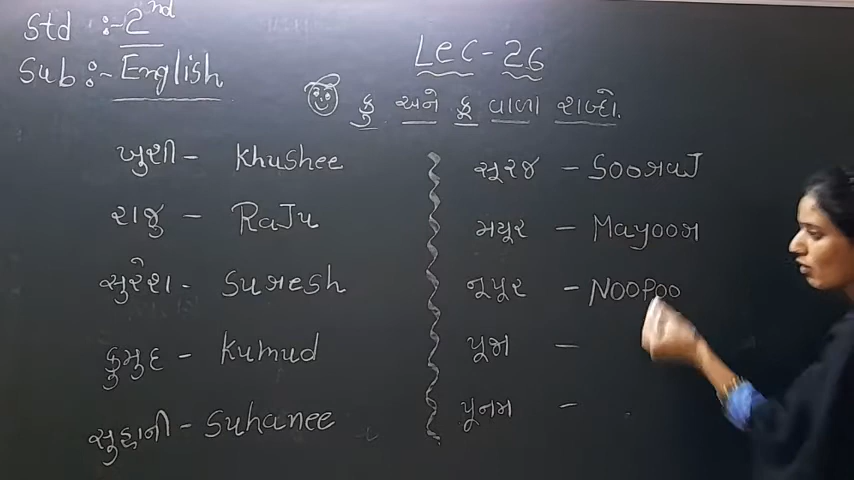 Std :- 2nd
Sub :- English
Lec - 26
કુ અને કૂ વાળા શબ્દો.
ખુશી - Khushee
રાજુ - RaJu
સુરેશ - Suresh
કુમુદ - Kumud
સુહાની - Suhanee
સૂરજ - SooraJ
મયૂર - Mayoor
નૂપૂર - NooPoo
પૂજા -
પૂનમ -